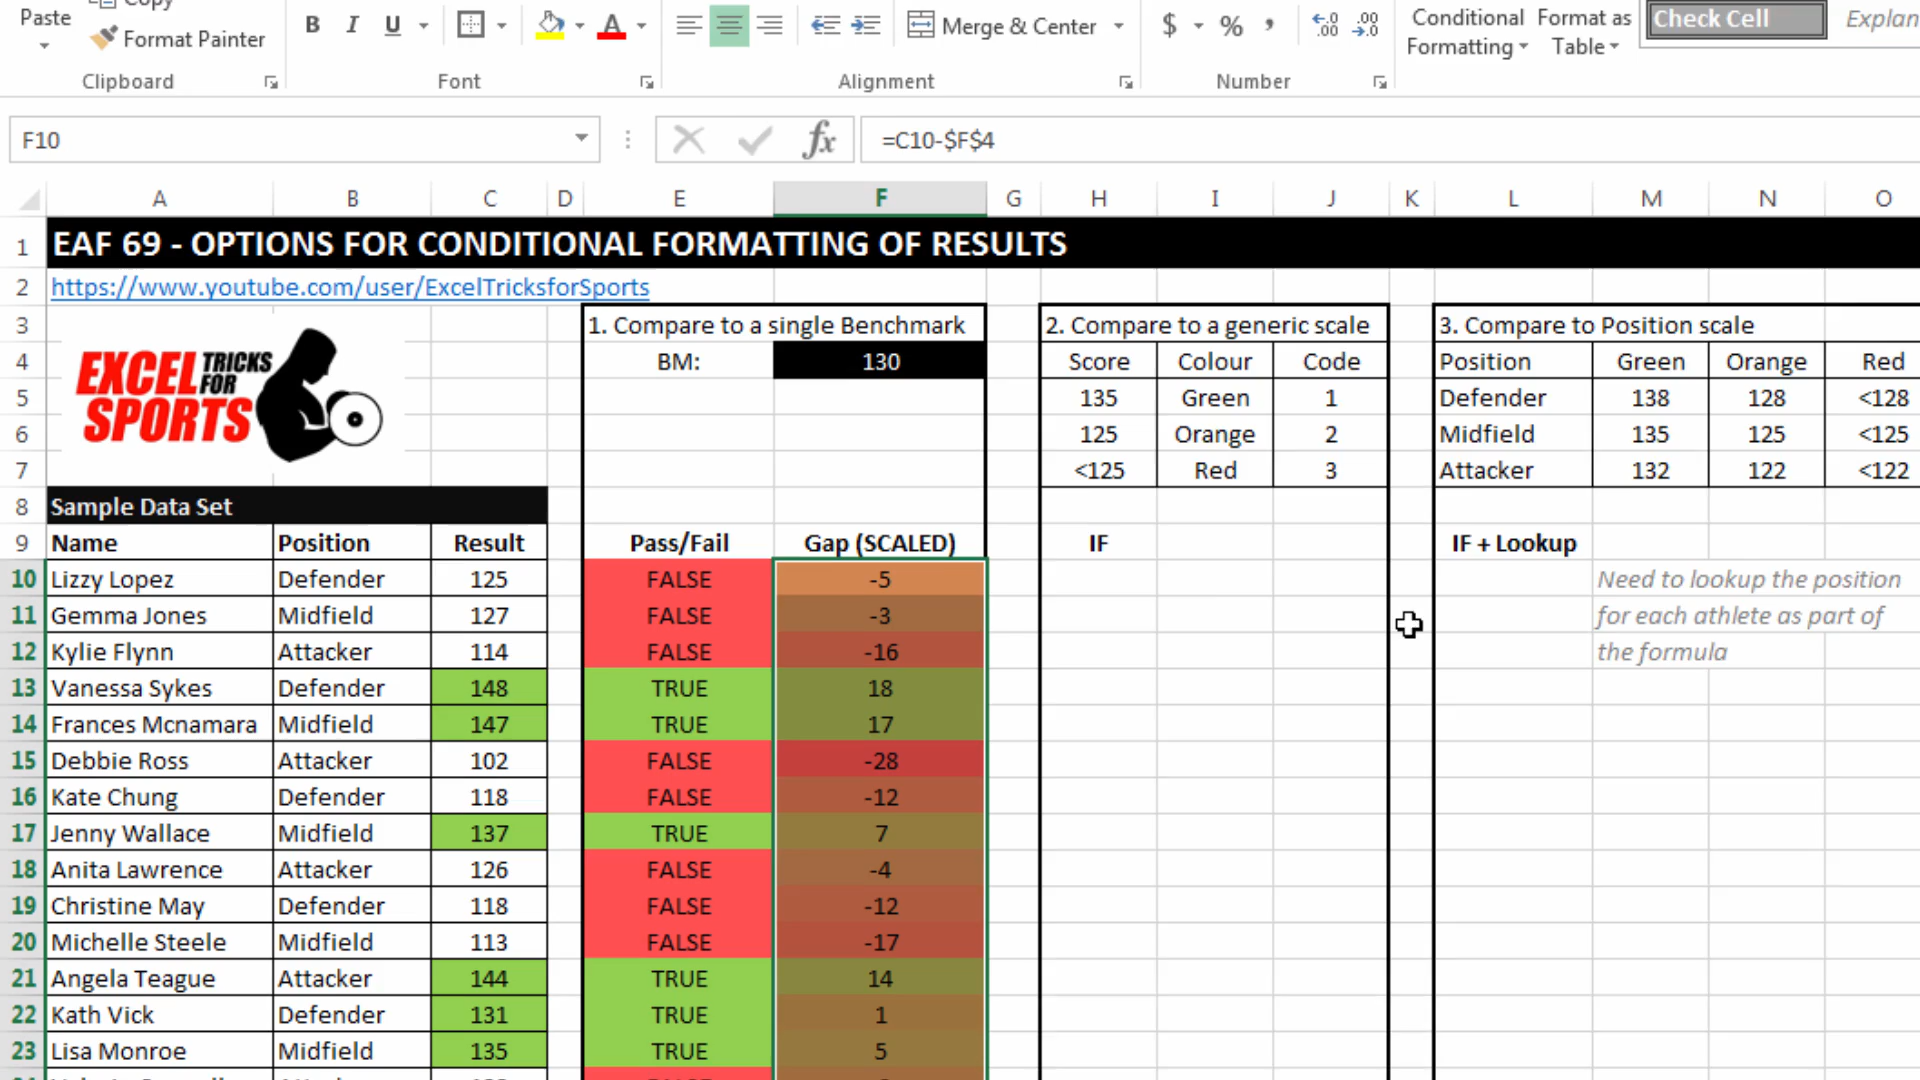 Paste Copy
Format Painter
B I U A Merge & Center $ % , .00 .00
Conditional Formatting Format as Table Check Cell Explan
Clipboard Font Alignment Number
F10 fx =C10-$F$4
A B C D E F G H I J K L M N O
1 EAF 69 - OPTIONS FOR CONDITIONAL FORMATTING OF RESULTS
2 https://www.youtube.com/user/ExcelTricksforSports
EXCEL TRICKS FOR SPORTS
3 1. Compare to a single Benchmark 2. Compare to a generic scale 3. Compare to Position scale
4 BM: 130 Score Colour Code Position Green Orange Red
5 135 Green 1 Defender 138 128 <128
6 125 Orange 2 Midfield 135 125 <125
7 <125 Red 3 Attacker 132 122 <122
8 Sample Data Set
9 Name Position Result Pass/Fail Gap (SCALED) IF IF + Lookup
10 Lizzy Lopez Defender 125 FALSE -5 Need to lookup the position
11 Gemma Jones Midfield 127 FALSE -3 for each athlete as part of
12 Kylie Flynn Attacker 114 FALSE -16 the formula
13 Vanessa Sykes Defender 148 TRUE 18
14 Frances Mcnamara Midfield 147 TRUE 17
15 Debbie Ross Attacker 102 FALSE -28
16 Kate Chung Defender 118 FALSE -12
17 Jenny Wallace Midfield 137 TRUE 7
18 Anita Lawrence Attacker 126 FALSE -4
19 Christine May Defender 118 FALSE -12
20 Michelle Steele Midfield 113 FALSE -17
21 Angela Teague Attacker 144 TRUE 14
22 Kath Vick Defender 131 TRUE 1
23 Lisa Monroe Midfield 135 TRUE 5